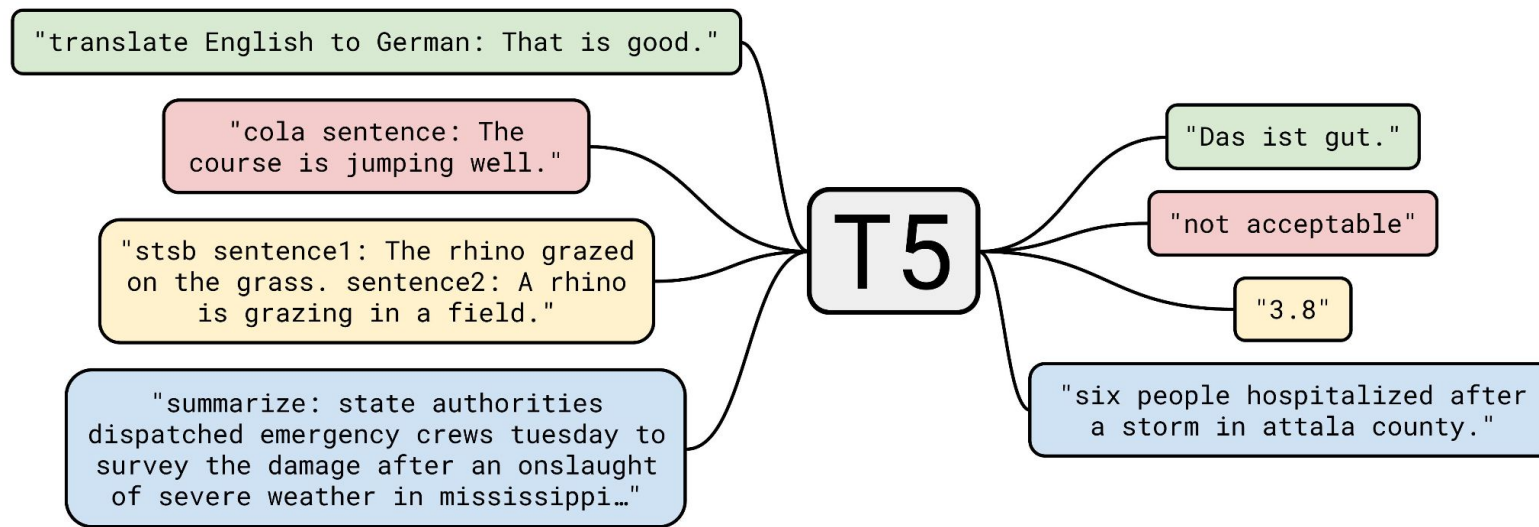 "translate English to German: That is good."
"cola sentence: The
course is jumping well."
"stsb sentence1: The rhino grazed
on the grass. sentence2: A rhino
is grazing in a field."
"summarize: state authorities
dispatched emergency crews tuesday to
survey the damage after an onslaught
of severe weather in mississippi…"
T5
"Das ist gut."
"not acceptable"
"3.8"
"six people hospitalized after
a storm in attala county."